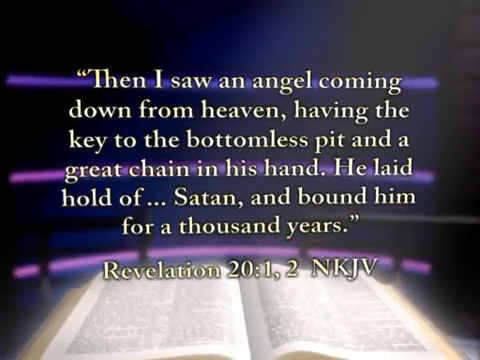 “Then I saw an angel coming
down from heaven, having the
key to the bottomless pit and a
great chain in his hand. He laid
hold of ... Satan, and bound him
for a thousand years.”
Revelation 20:1, 2 NKJV